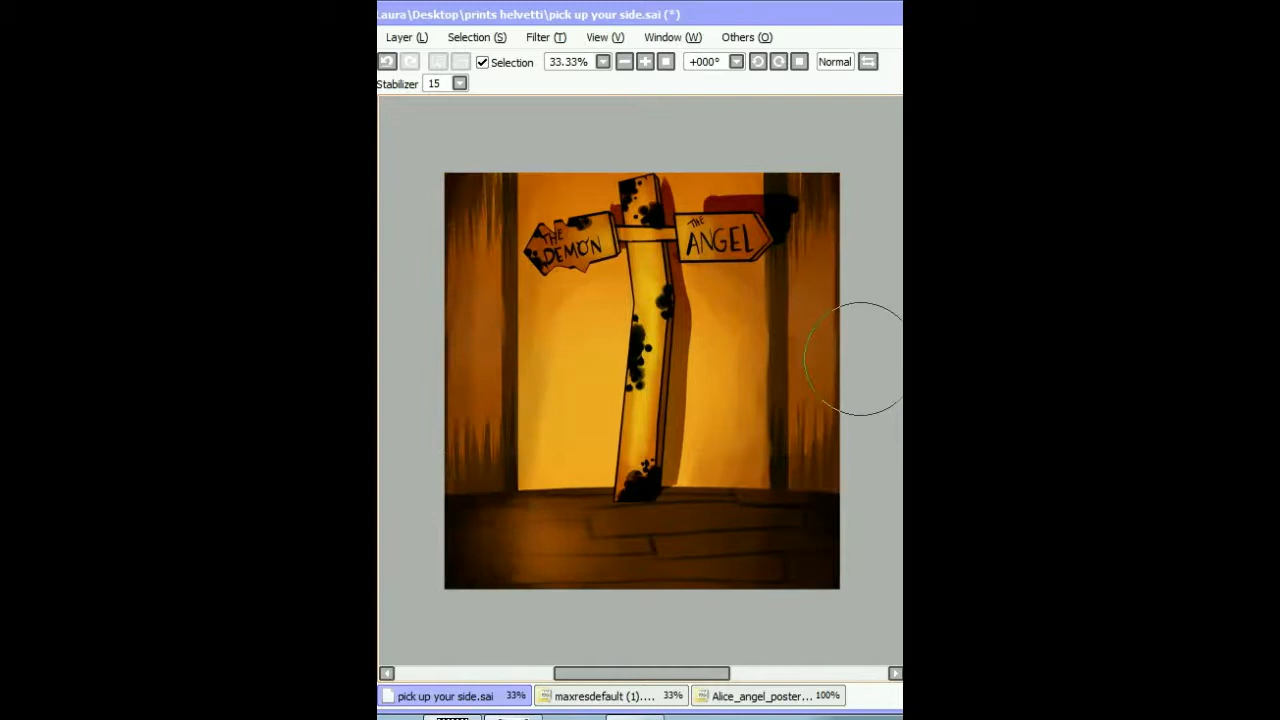 Laura\Desktop\prints helvetti\pick up your side.sai (*)
Layer (L) Selection (S) Filter (T) View (V) Window (W) Others (O)
Selection 33.33% +000° Normal
Stabilizer 15
THE DEMON
THE ANGEL
pick up your side.sai 33% maxresdefault (1).... 33% Alice_angel_poster... 100%